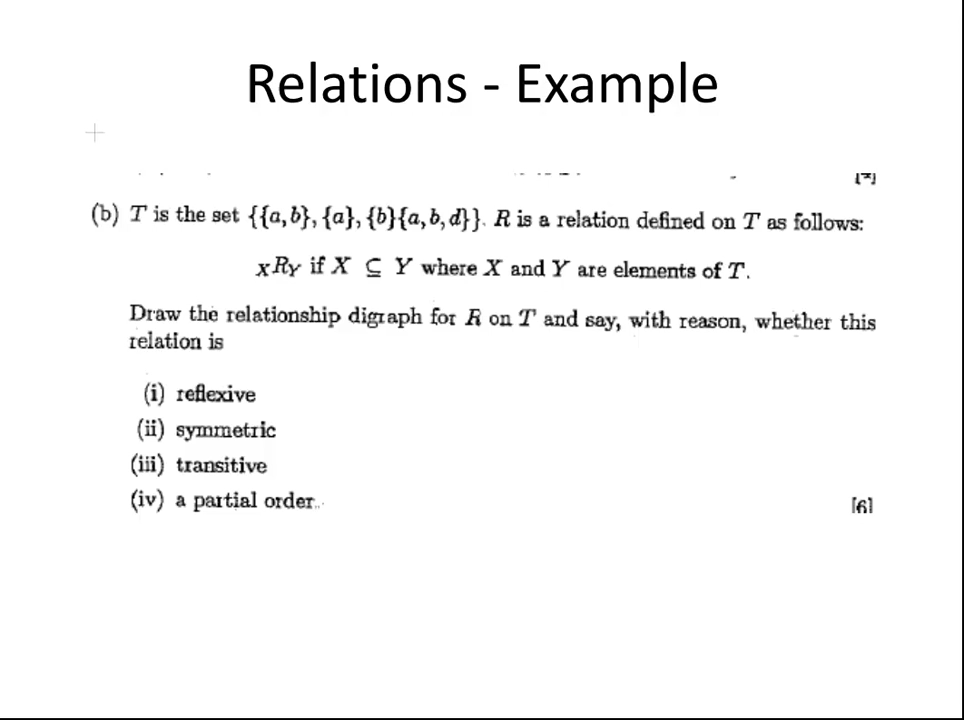 Relations - Example
(b) T is the set {{a,b}, {a}, {b}{a,b,d}}. R is a relation defined on T as follows:
xRy if X ⊆ Y where X and Y are elements of T.
Draw the relationship digraph for R on T and say, with reason, whether this
relation is
(i) reflexive
(ii) symmetric
(iii) transitive
(iv) a partial order.
[6]